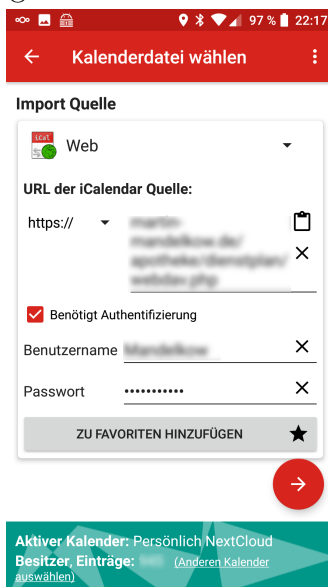 97 % 22:17
Kalenderdatei wählen
Import Quelle
iCal
Web
URL der iCalendar Quelle:
https://
Benötigt Authentifizierung
Benutzername
Passwort •••••••••••
ZU FAVORITEN HINZUFÜGEN
Aktiver Kalender: Persönlich NextCloud
Besitzer, Einträge: (Anderen Kalender
auswählen)